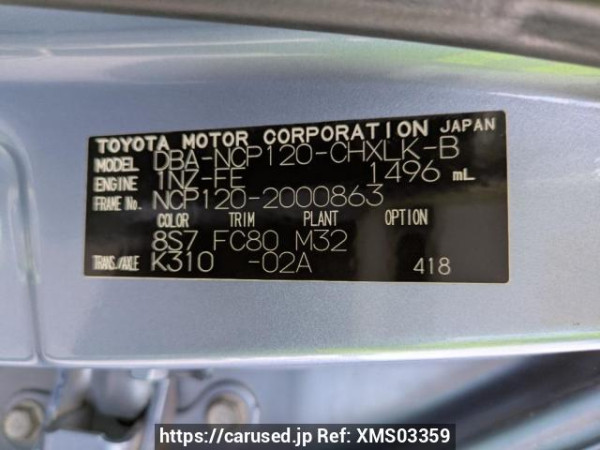 TOYOTA MOTOR CORPORATION JAPAN
MODEL DBA-NCP120-CHXLK-B
ENGINE 1NZ-FE 1496 mL
FRAME No. NCP120-2000863
COLOR TRIM PLANT OPTION
8S7 FC80 M32
TRANS./AXLE K310 -02A 418
https://carused.jp Ref: XMS03359